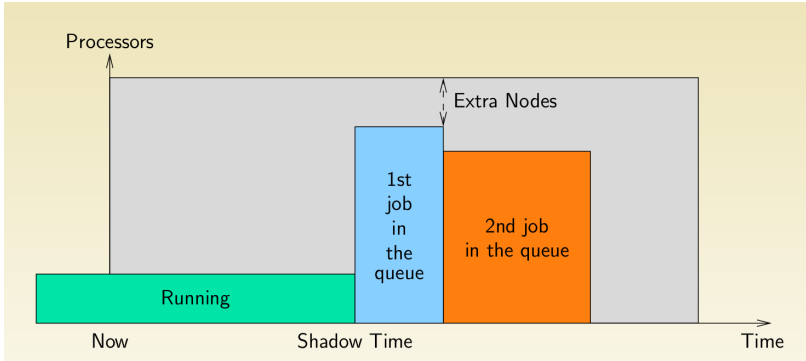 Processors
Extra Nodes
1st
job
in
the
queue
2nd job
in the queue
Running
Now
Shadow Time
Time